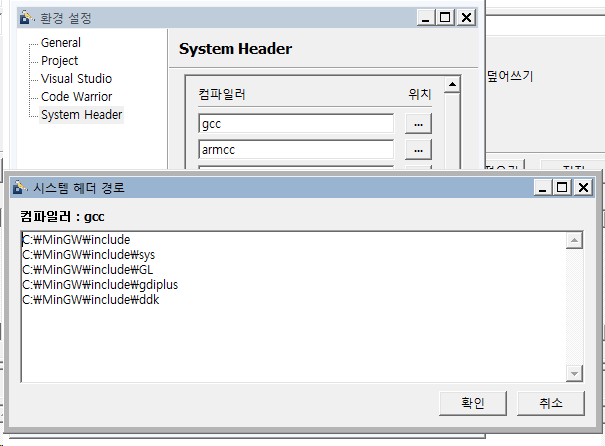 환경 설정
General
Project
Visual Studio
Code Warrior
System Header
System Header
컴파일러 위치
gcc ...
armcc ...
덮어쓰기
시스템 헤더 경로
컴파일러 : gcc
C:₩MinGW₩include
C:₩MinGW₩include₩sys
C:₩MinGW₩include₩GL
C:₩MinGW₩include₩gdiplus
C:₩MinGW₩include₩ddk
확인 취소